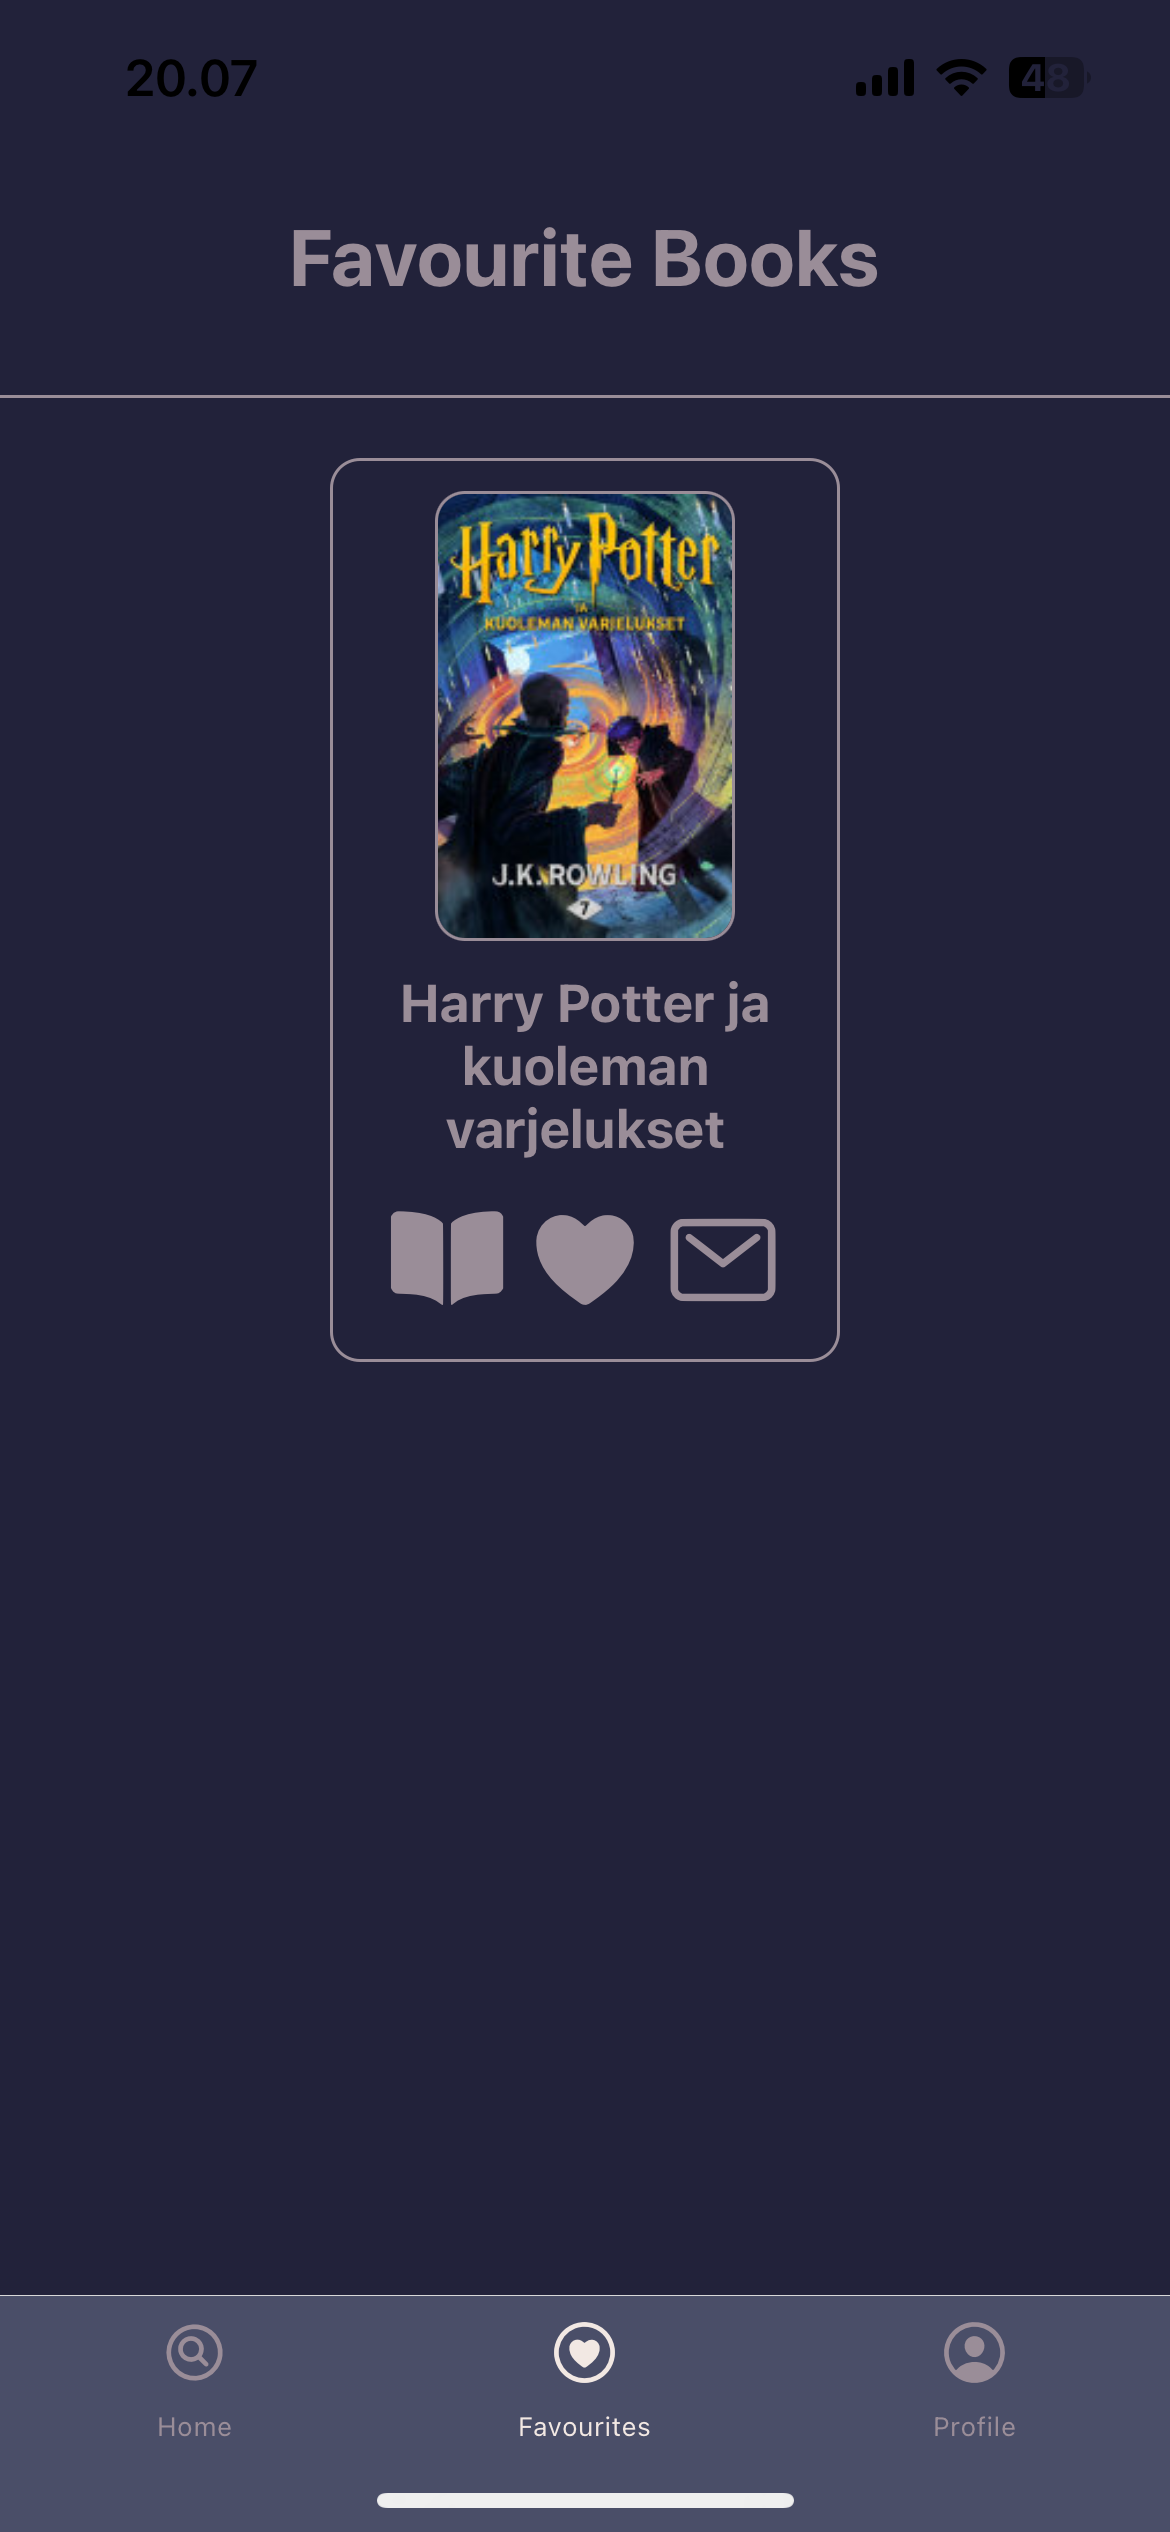 20.07
48
Favourite Books
Harry Potter
JA
KUOLEMAN VARJELUKSET
J.K. ROWLING
7
Harry Potter ja
kuoleman
varjelukset
Home
Favourites
Profile